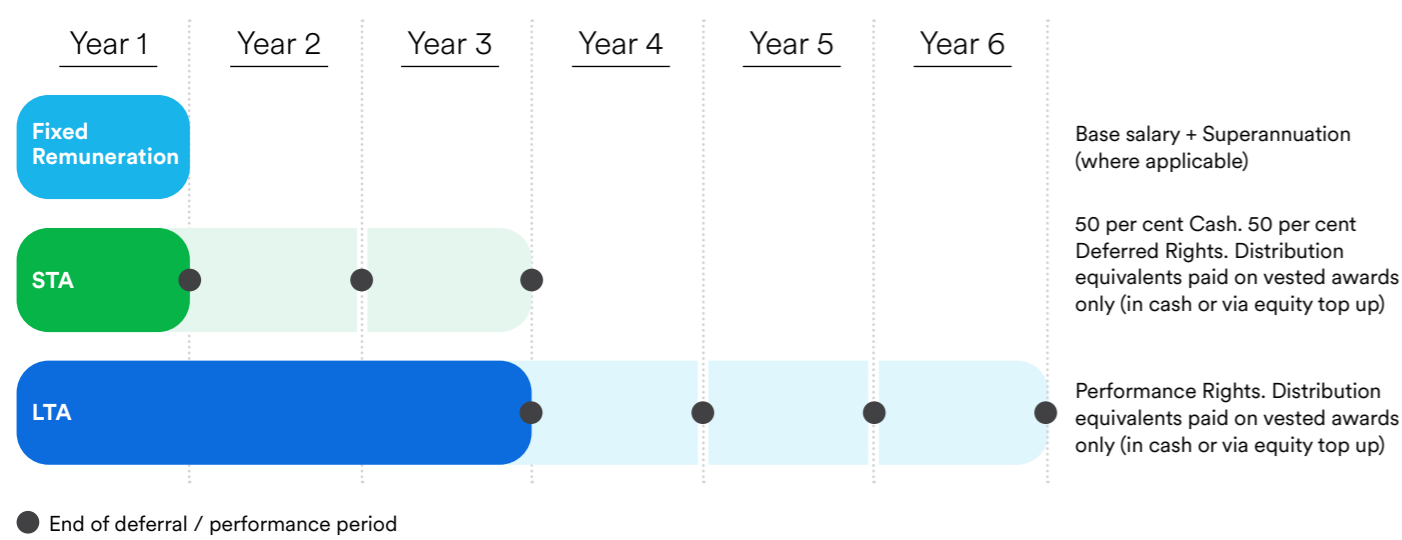 Year 1
Year 2
Year 3
Year 4
Year 5
Year 6
Fixed
Remuneration
Base salary + Superannuation
(where applicable)
STA
50 per cent Cash. 50 per cent
Deferred Rights. Distribution
equivalents paid on vested awards
only (in cash or via equity top up)
LTA
Performance Rights. Distribution
equivalents paid on vested awards
only (in cash or via equity top up)
End of deferral / performance period